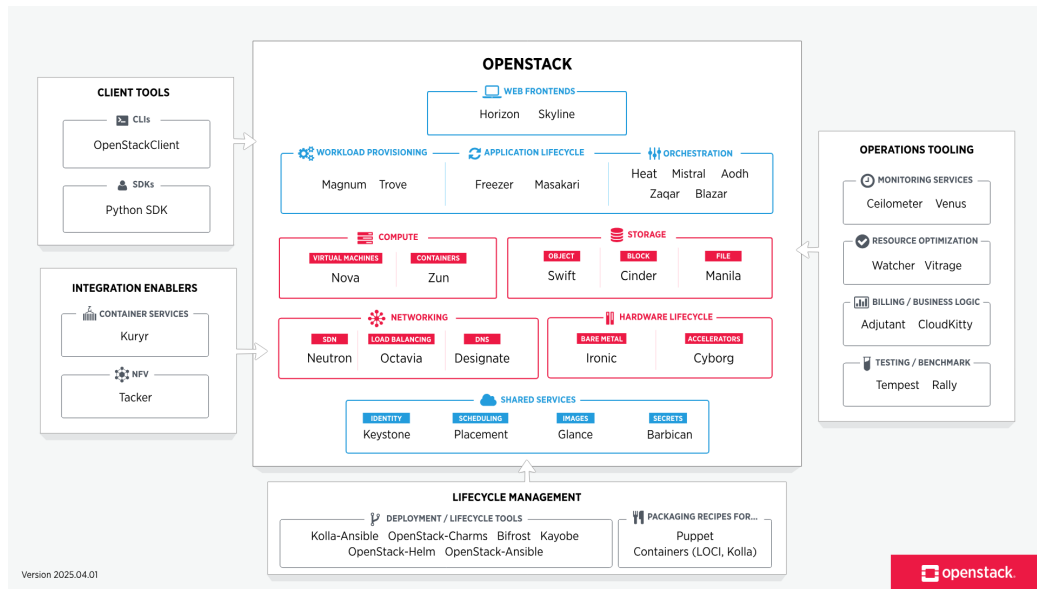 OPENSTACK
WEB FRONTENDS
Horizon Skyline
WORKLOAD PROVISIONING
Magnum Trove
APPLICATION LIFECYCLE
Freezer Masakari
ORCHESTRATION
Heat Mistral Aodh
Zaqar Blazar
COMPUTE
VIRTUAL MACHINES
Nova
CONTAINERS
Zun
STORAGE
OBJECT
Swift
BLOCK
Cinder
FILE
Manila
NETWORKING
SDN
Neutron
LOAD BALANCING
Octavia
DNS
Designate
HARDWARE LIFECYCLE
BARE METAL
Ironic
ACCELERATORS
Cyborg
SHARED SERVICES
IDENTITY
Keystone
SCHEDULING
Placement
IMAGES
Glance
SECRETS
Barbican
CLIENT TOOLS
CLIs
OpenStackClient
SDKs
Python SDK
INTEGRATION ENABLERS
CONTAINER SERVICES
Kuryr
NFV
Tacker
OPERATIONS TOOLING
MONITORING SERVICES
Ceilometer Venus
RESOURCE OPTIMIZATION
Watcher Vitrage
BILLING / BUSINESS LOGIC
Adjutant CloudKitty
TESTING / BENCHMARK
Tempest Rally
LIFECYCLE MANAGEMENT
DEPLOYMENT / LIFECYCLE TOOLS
Kolla-Ansible OpenStack-Charms Bifrost Kayobe
OpenStack-Helm OpenStack-Ansible
PACKAGING RECIPES FOR...
Puppet
Containers (LOCI, Kolla)
Version 2025.04.01
openstack.